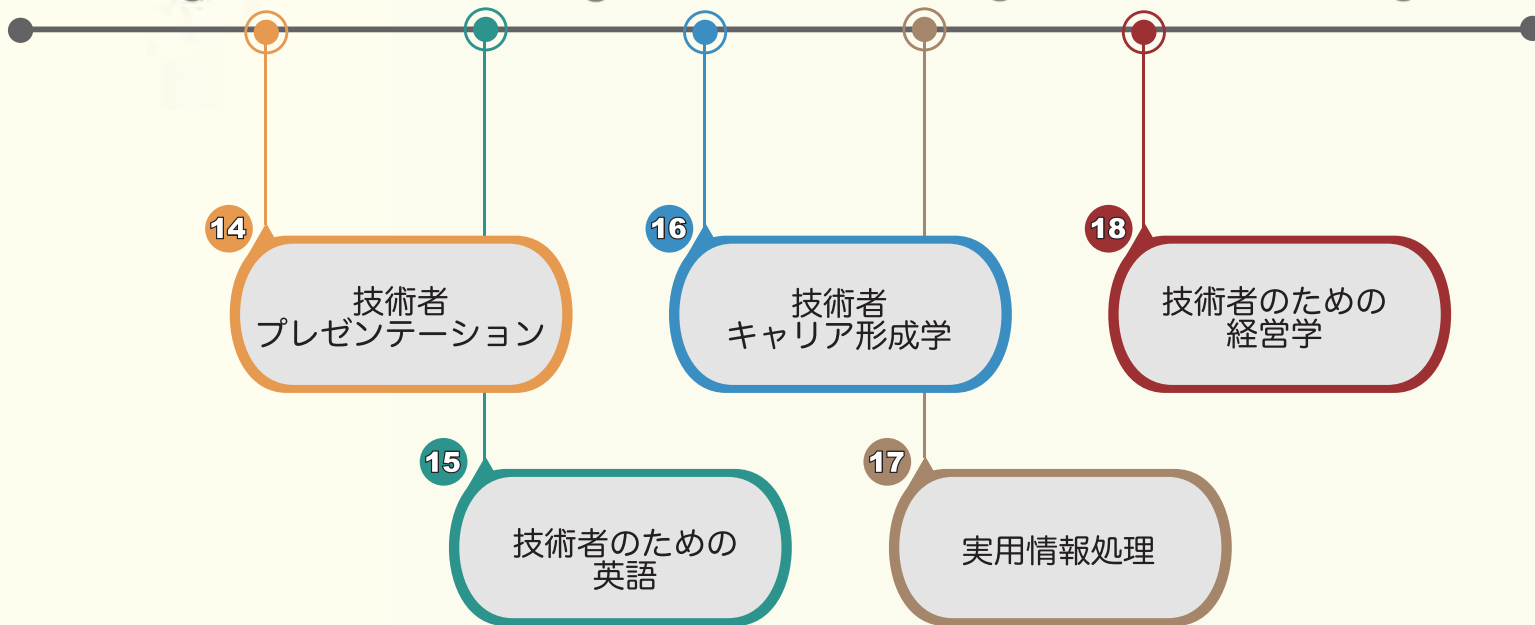 14
技術者
プレゼンテーション
15
技術者のための
英語
16
技術者
キャリア形成学
17
実用情報処理
18
技術者のための
経営学